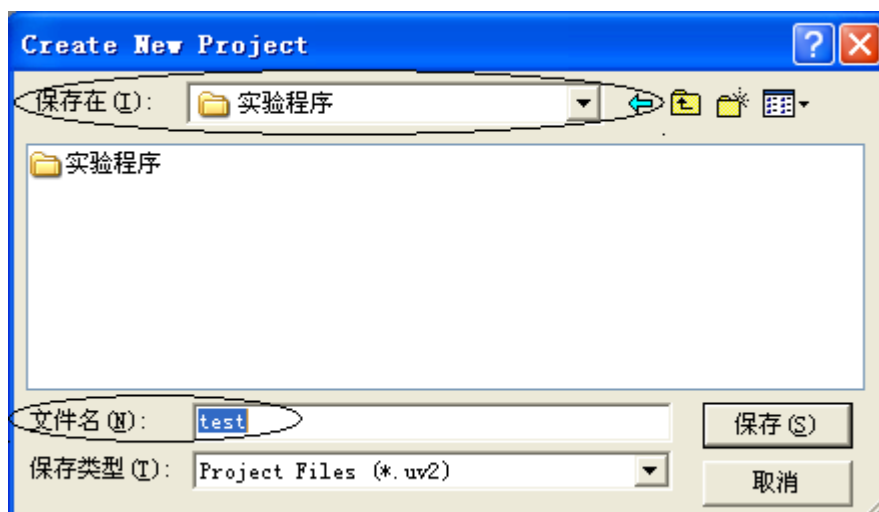 Create New Project
保存在(I): 实验程序
实验程序
文件名(N): test
保存(S)
保存类型(T): Project Files (*.uv2)
取消